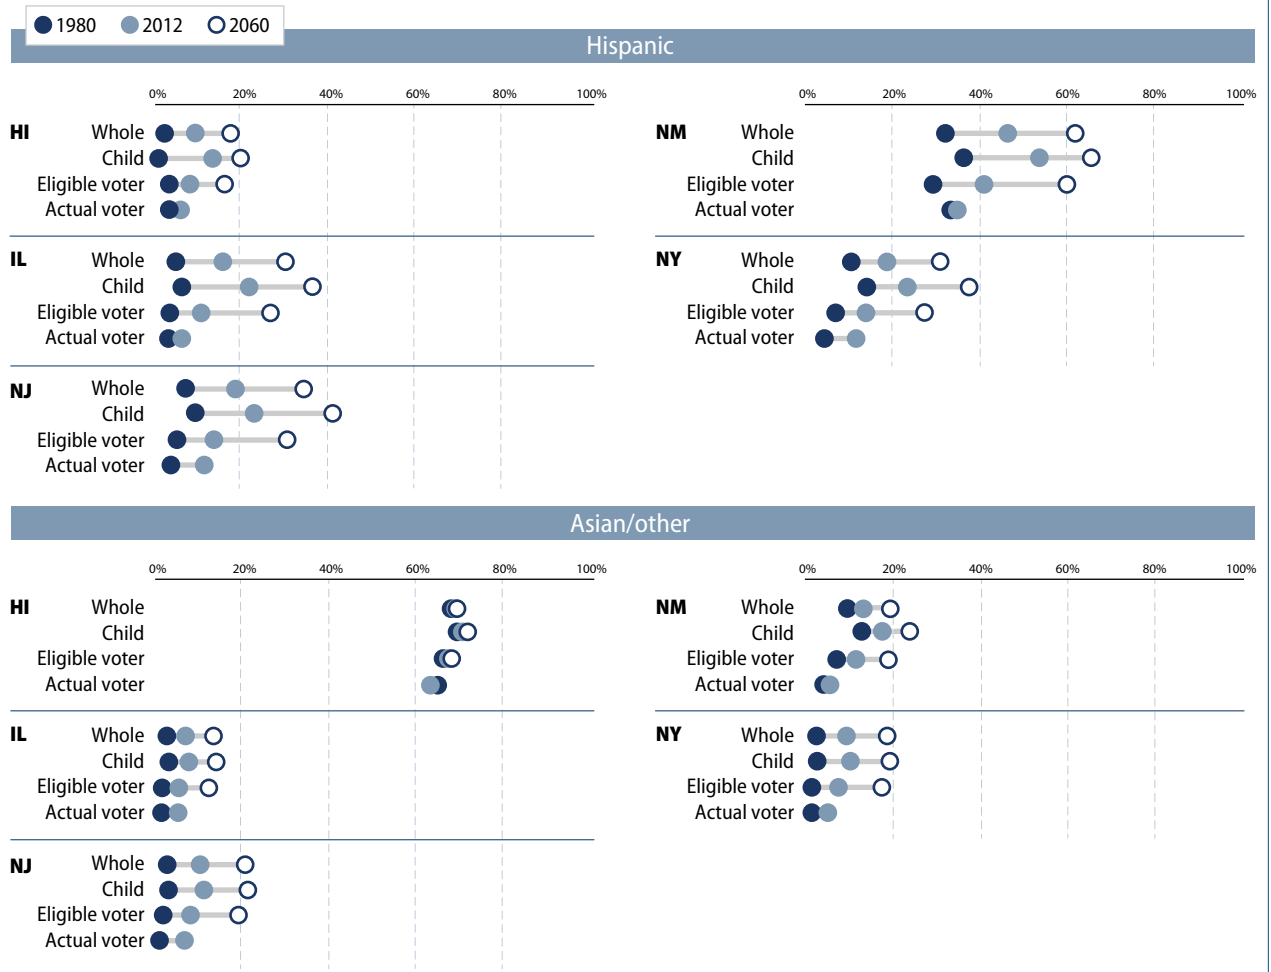 1980 2012 2060
Hispanic
0% 20% 40% 60% 80% 100%
HI Whole
Child
Eligible voter
Actual voter
IL Whole
Child
Eligible voter
Actual voter
NJ Whole
Child
Eligible voter
Actual voter
0% 20% 40% 60% 80% 100%
NM Whole
Child
Eligible voter
Actual voter
NY Whole
Child
Eligible voter
Actual voter
Asian/other
0% 20% 40% 60% 80% 100%
HI Whole
Child
Eligible voter
Actual voter
IL Whole
Child
Eligible voter
Actual voter
NJ Whole
Child
Eligible voter
Actual voter
0% 20% 40% 60% 80% 100%
NM Whole
Child
Eligible voter
Actual voter
NY Whole
Child
Eligible voter
Actual voter